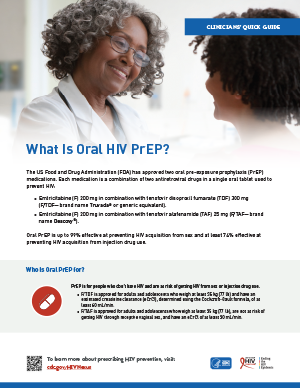 CLINICIANS' QUICK GUIDE
What Is Oral HIV PrEP?
The US Food and Drug Administration (FDA) has approved two oral pre-exposure prophylaxis (PrEP)
medications. Each medication is a combination of two antiretroviral drugs in a single oral tablet used to
prevent HIV:
• Emtricitabine (F) 200 mg in combination with tenofovir disoproxil fumarate (TDF) 300 mg
(F/TDF—brand name Truvada® or generic equivalent).
• Emtricitabine (F) 200 mg in combination with tenofovir alafenamide (TAF) 25 mg (F/TAF—brand
name Descovy®).
Oral PrEP is up to 99% effective at preventing HIV acquisition from sex and at least 74% effective at
preventing HIV acquisition from injection drug use.
Who Is Oral PrEP for?
PrEP is for people who don't have HIV and are at risk of getting HIV from sex or injection drug use.
• F/TDF is approved for adults and adolescents who weigh at least 35 kg (77 lb) and have an
estimated creatinine clearance (eCrCl), determined using the Cockcroft-Gault formula, of at
least 60 mL/min.
• F/TAF is approved for adults and adolescents who weigh at least 35 kg (77 lb), are not at risk of
getting HIV through receptive vaginal sex, and have an eCrCl of at least 30 mL/min.
To learn more about prescribing HIV prevention, visit
cdc.gov/HIVNexus
CDC
HIV
Ending
the
HIV
Epidemic